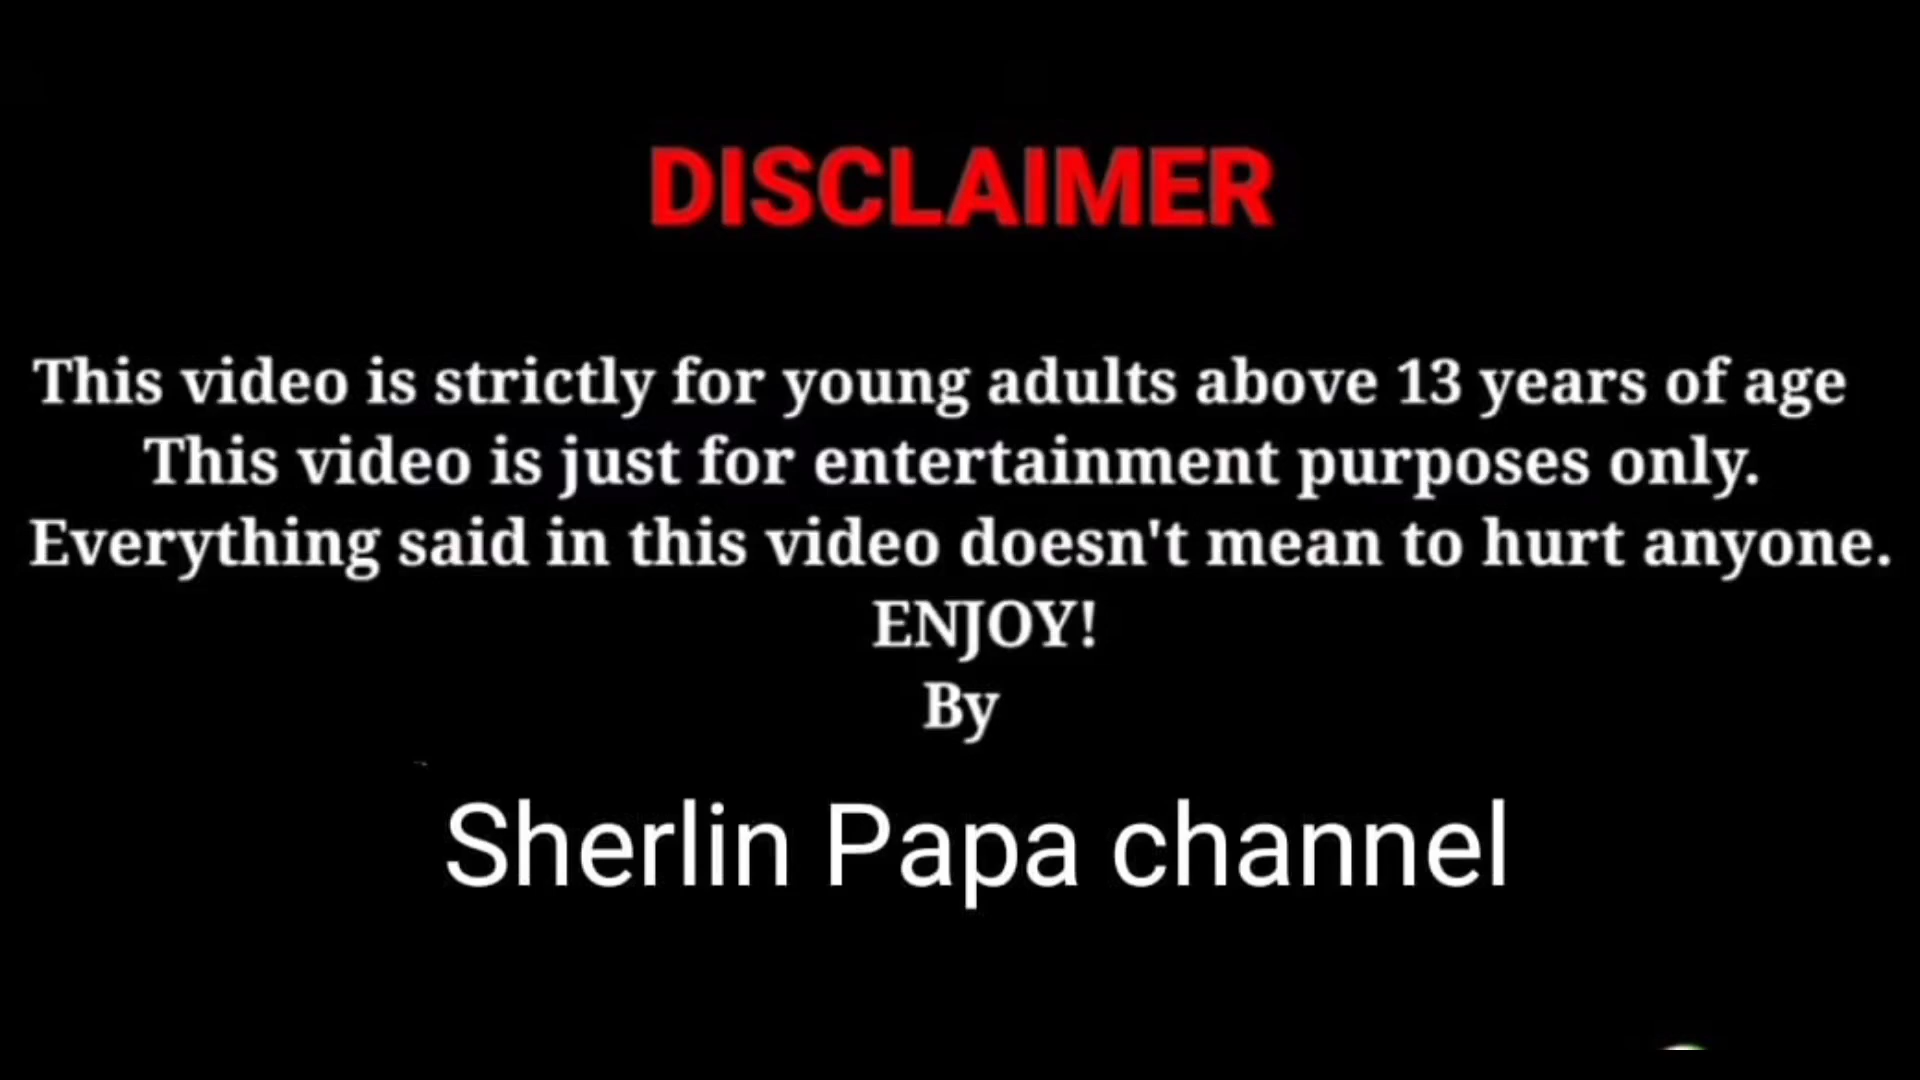 DISCLAIMER
This video is strictly for young adults above 13 years of age
This video is just for entertainment purposes only.
Everything said in this video doesn't mean to hurt anyone.
ENJOY!
By
Sherlin Papa channel